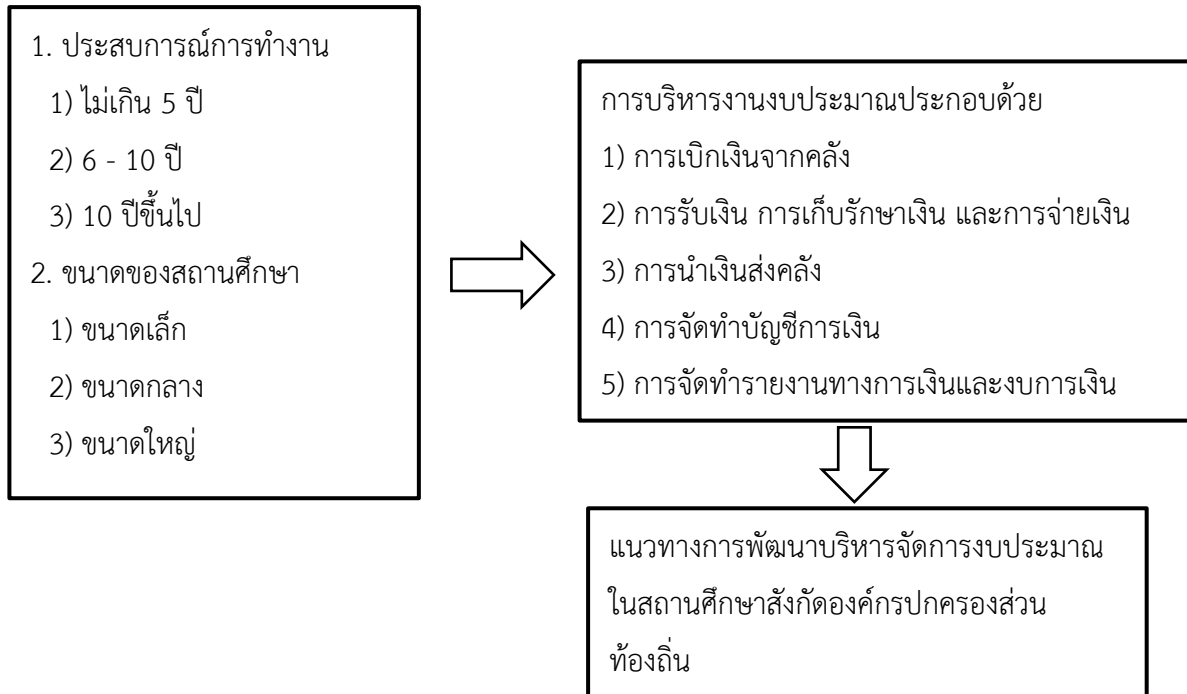 1. ประสบการณ์การทำงาน
1) ไม่เกิน 5 ปี
2) 6 - 10 ปี
3) 10 ปีขึ้นไป
2. ขนาดของสถานศึกษา
1) ขนาดเล็ก
2) ขนาดกลาง
3) ขนาดใหญ่
การบริหารงานงบประมาณประกอบด้วย
1) การเบิกเงินจากคลัง
2) การรับเงิน การเก็บรักษาเงิน และการจ่ายเงิน
3) การนำเงินส่งคลัง
4) การจัดทำบัญชีการเงิน
5) การจัดทำรายงานทางการเงินและงบการเงิน
แนวทางการพัฒนาบริหารจัดการงบประมาณ
ในสถานศึกษาสังกัดองค์กรปกครองส่วน
ท้องถิ่น